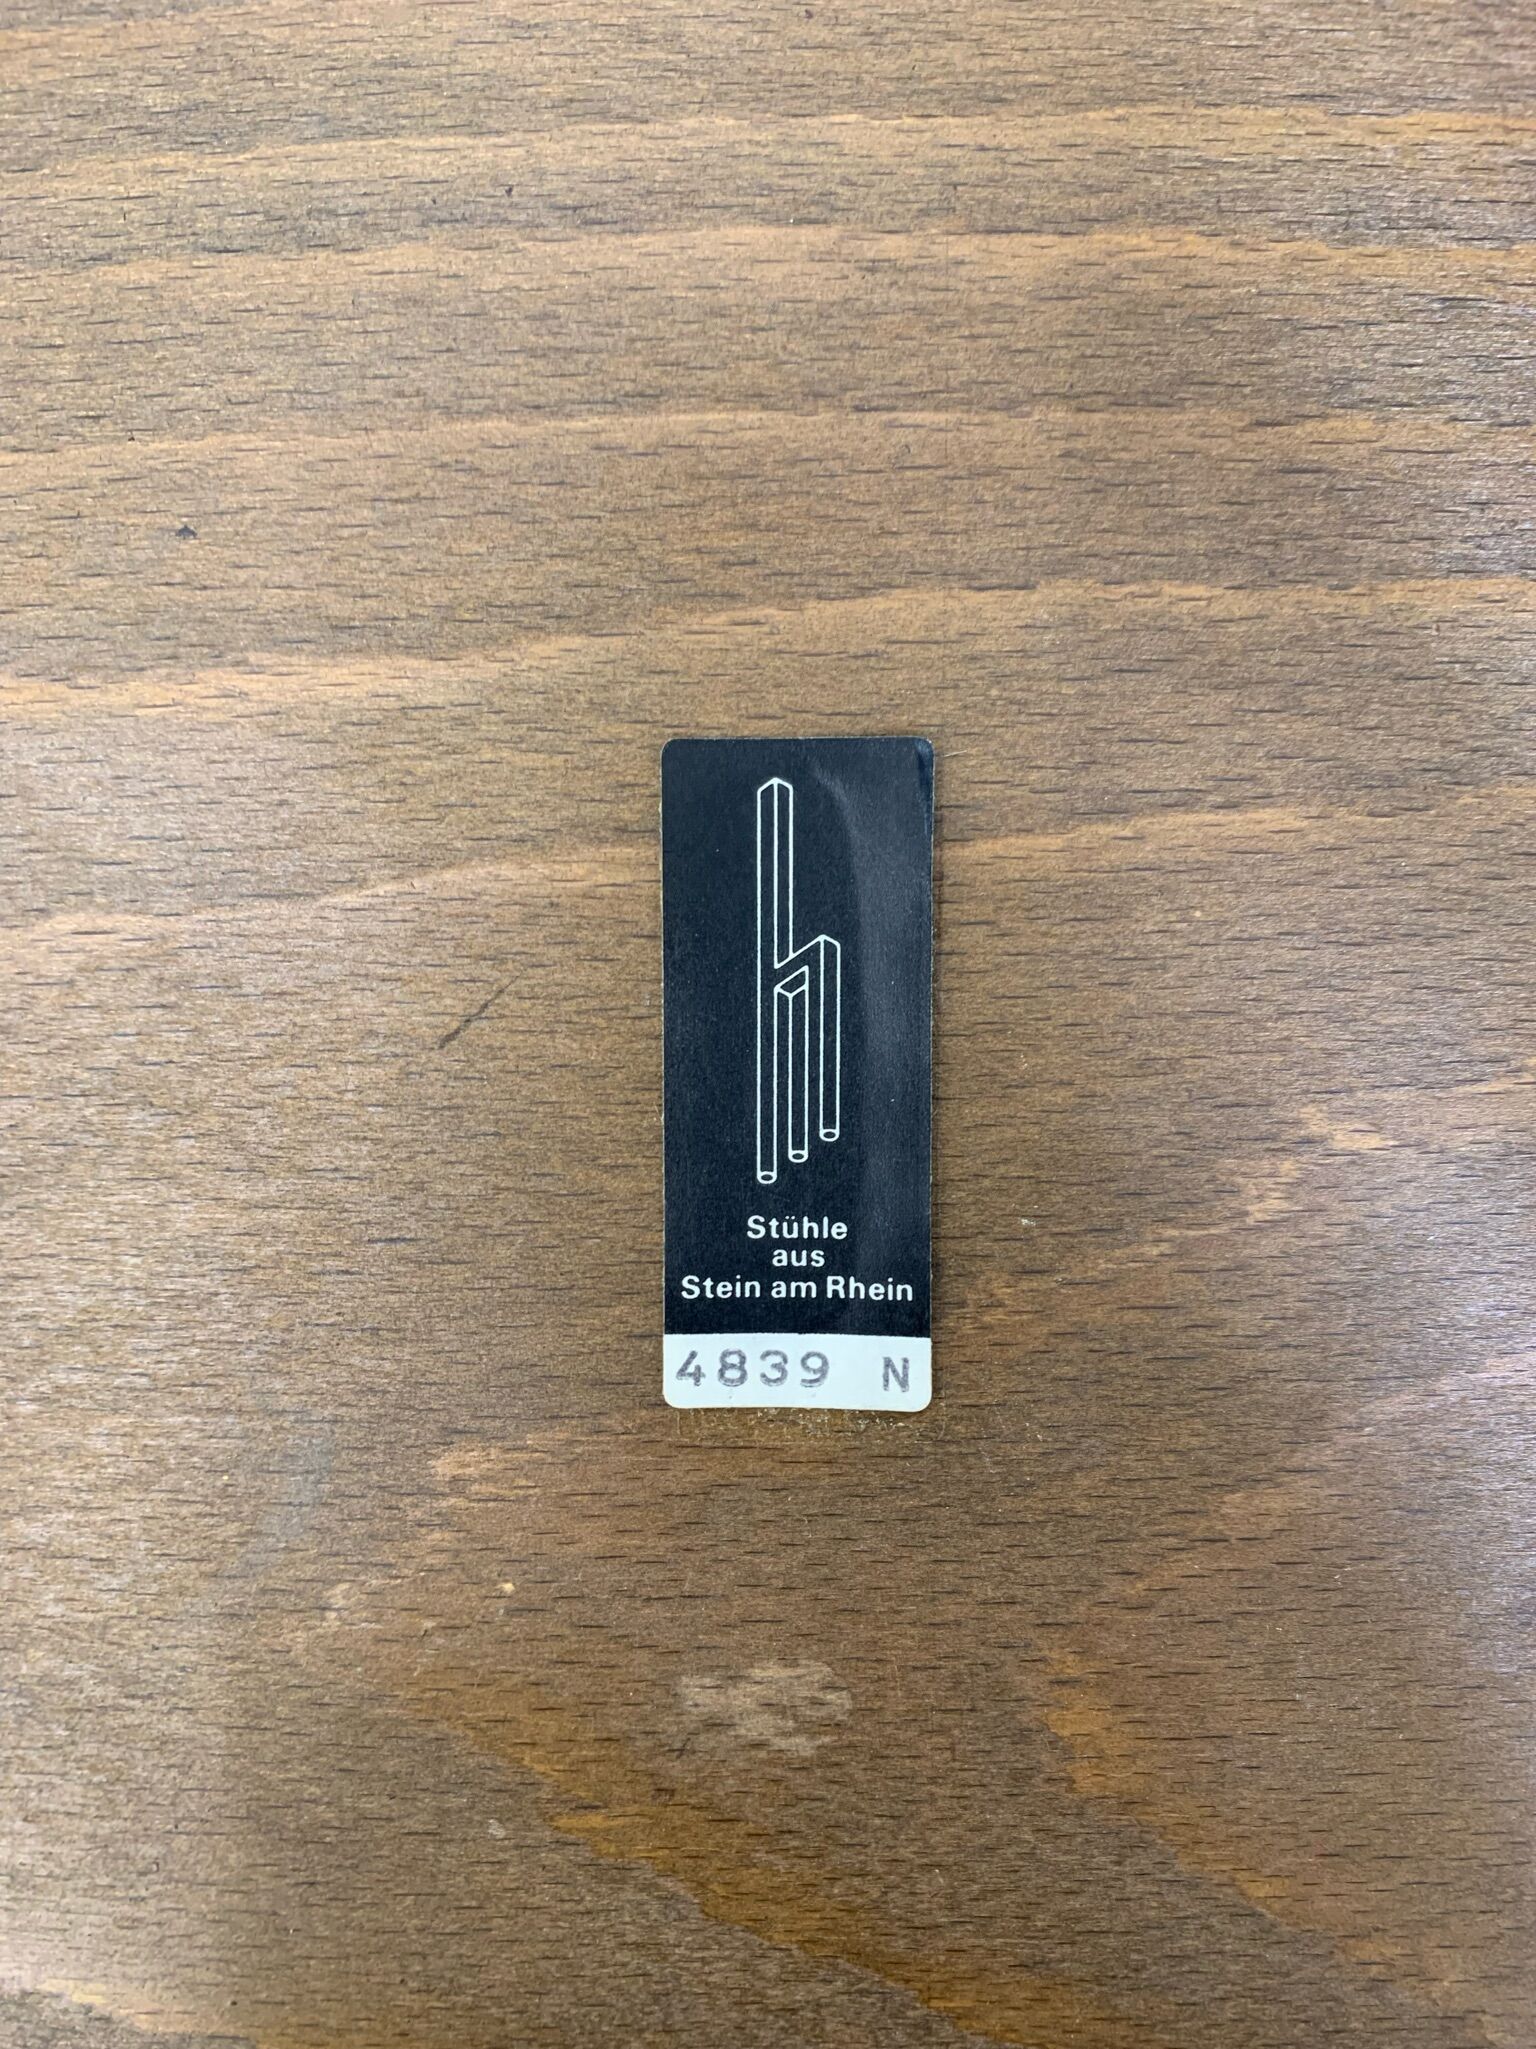 Stühle
aus
Stein am Rhein
4839 N